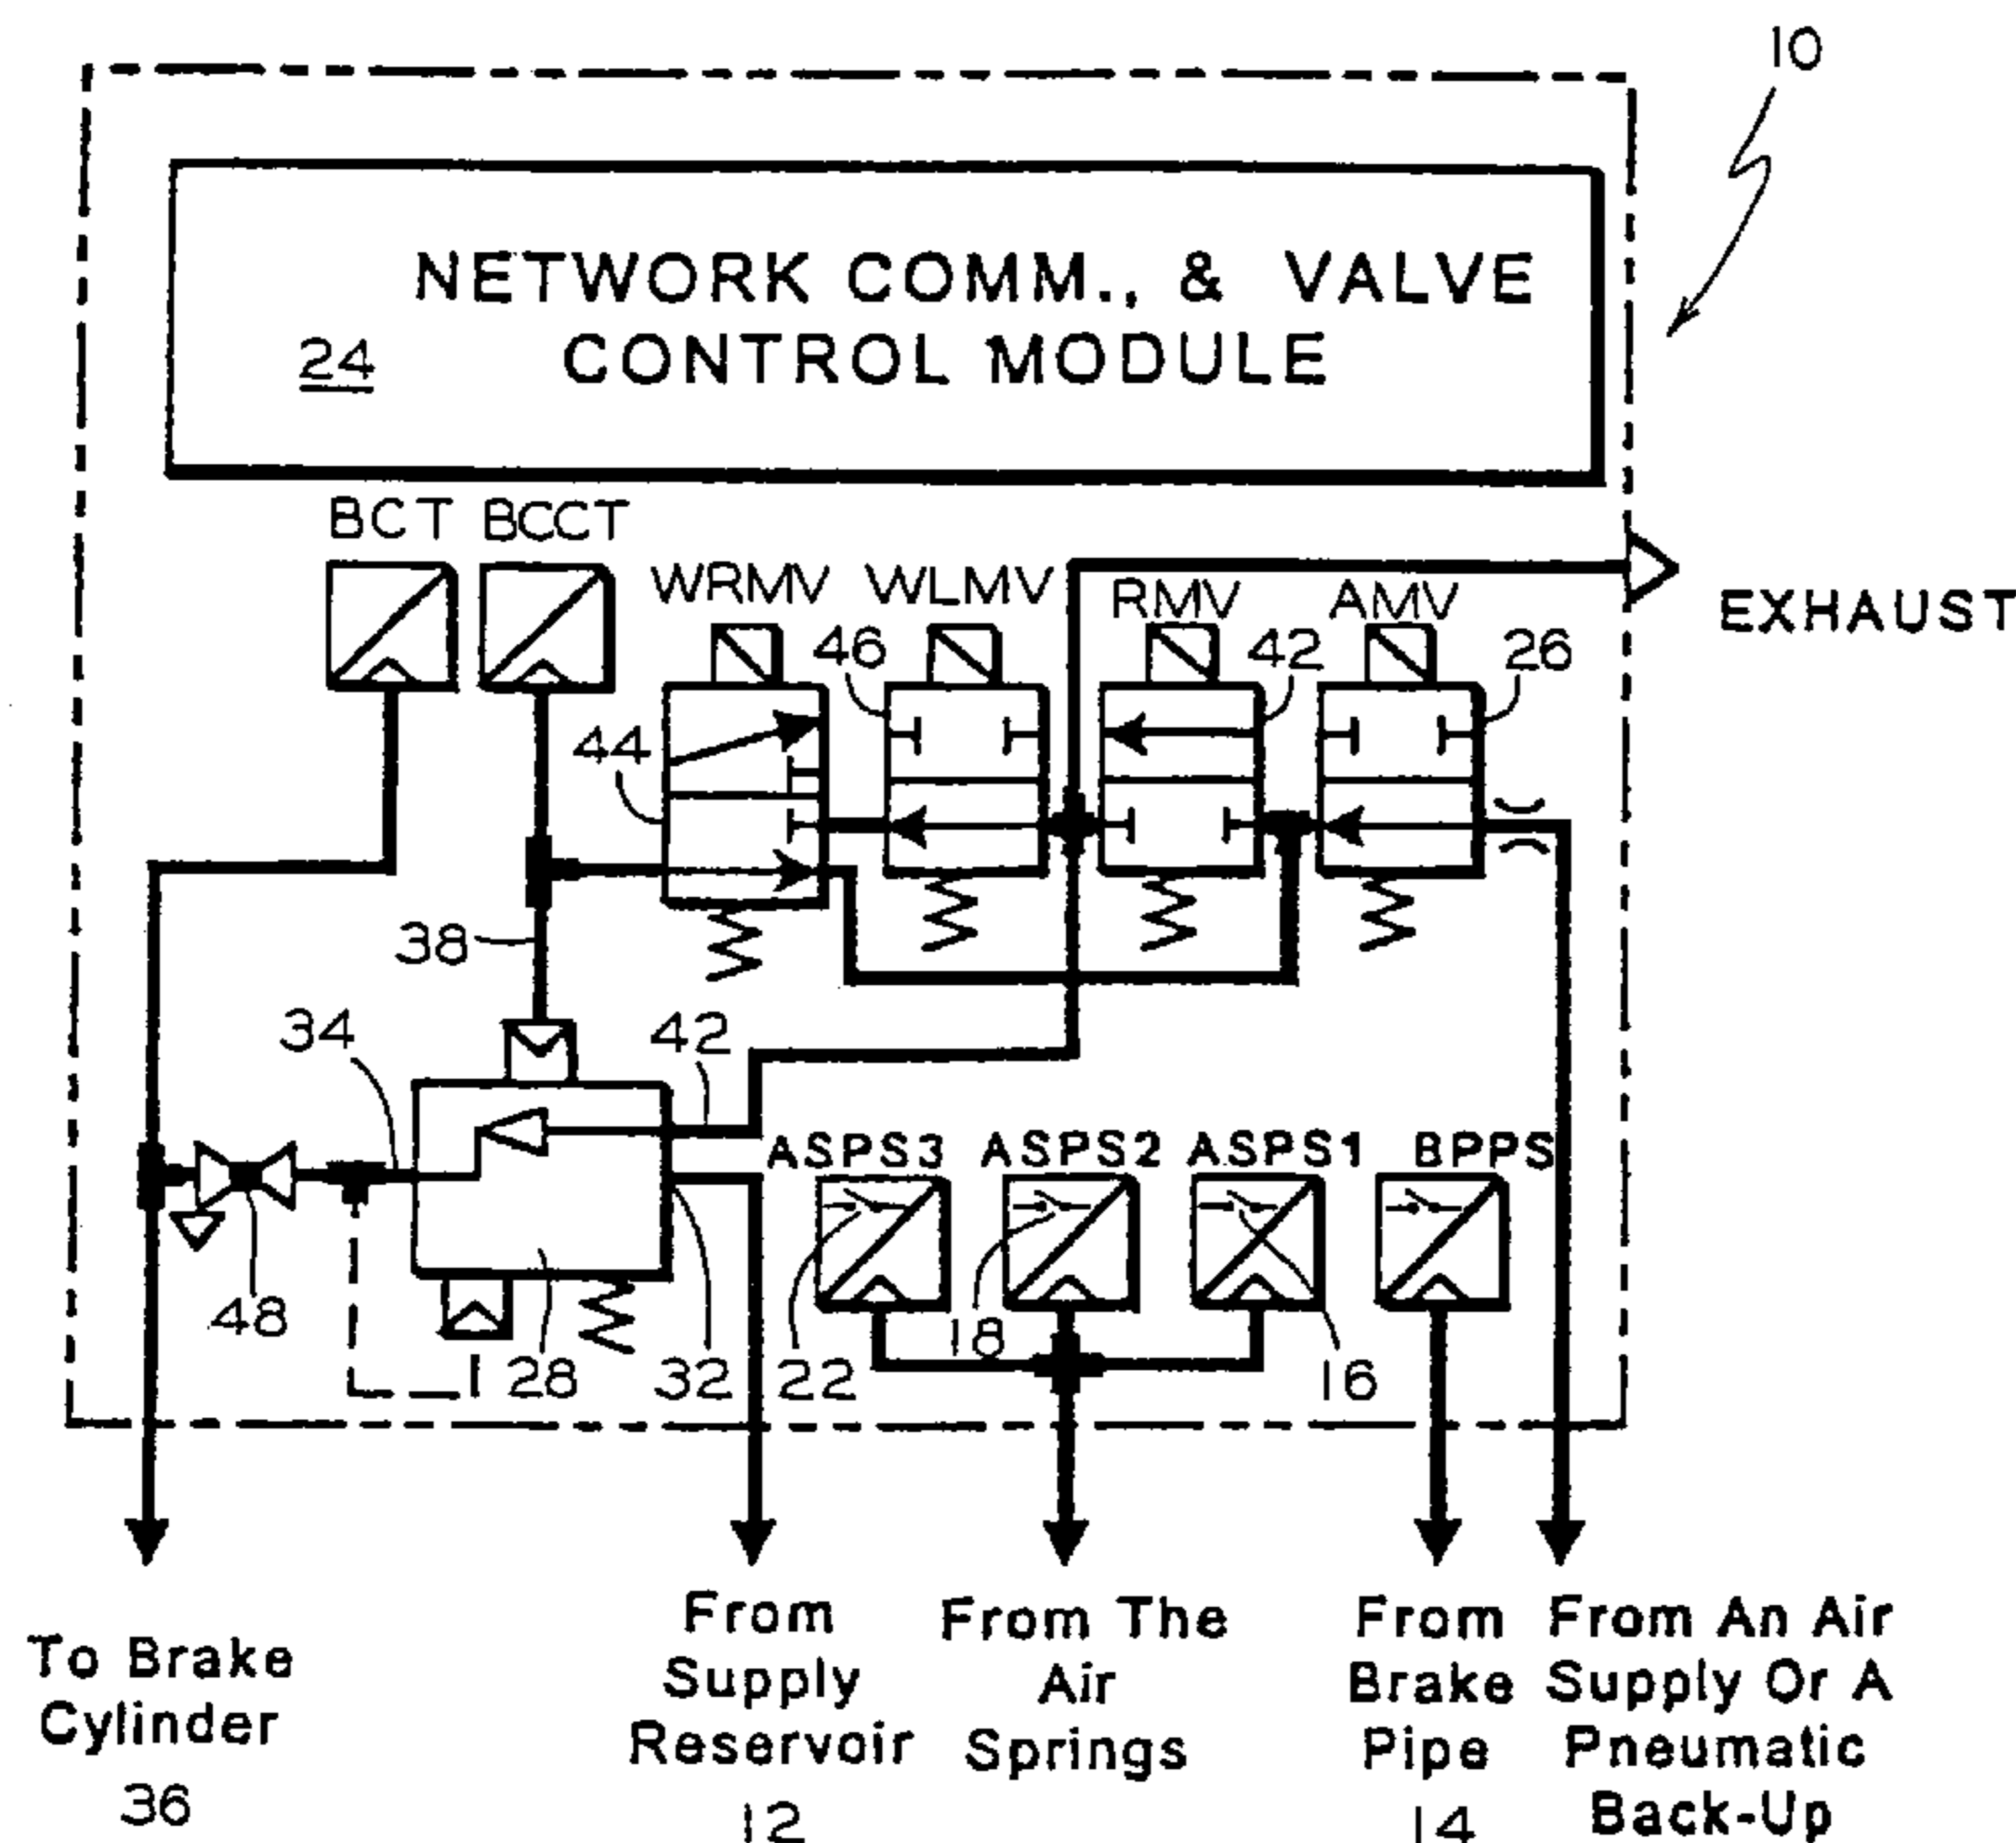 10
NETWORK COMM., & VALVE
24 CONTROL MODULE
BCT BCCT
WRMV WLMV RMV AMV
EXHAUST
46 42 26
44
38
34 42
ASPS3 ASPS2 ASPS1 BPPS
48 28 32 22 18 16
To Brake
Cylinder
36
From
Supply
Reservoir
12
From The
Air
Springs
From
Brake
Pipe
14
From An Air
Supply Or A
Pneumatic
Back-Up